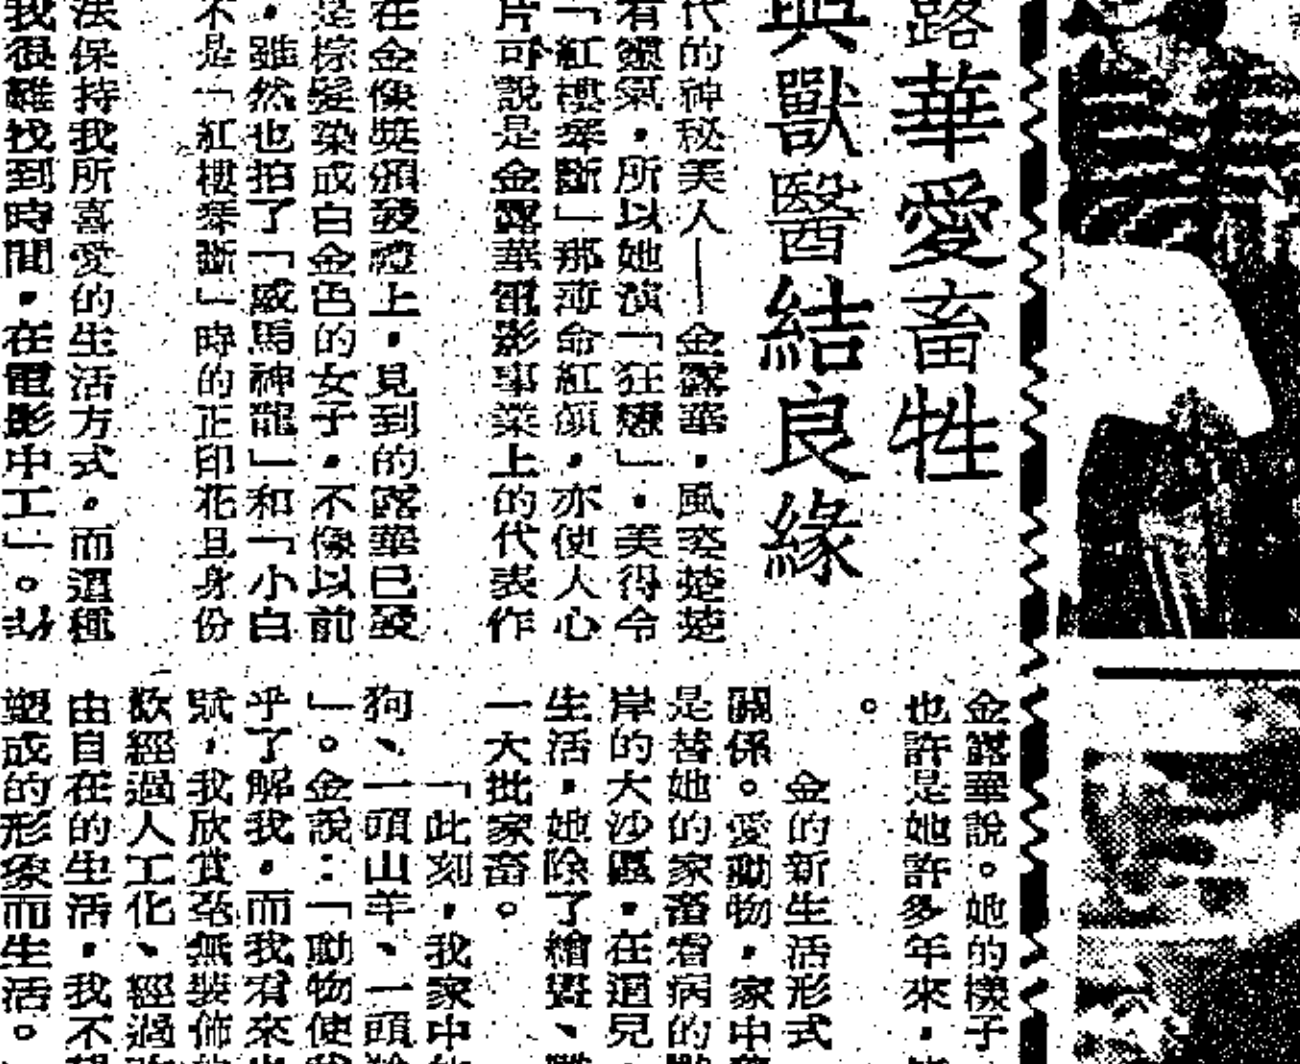 路華愛畜牲
與獸醫結良緣
代的神秘美人──金露華，風姿楚楚
有靈氣，所以她演「狂戀」，美得令
「紅樓琴斷」那薄命紅顏，亦使人心
片可說是金露華電影事業上的代表作
在金像獎頒發禮上，見到的露華已發
是棕髮染成白金色的女子，不像以前
，雖然也拍了「威馬神龍」和「小白
不是「紅樓琴斷」時的正印花旦身份
法保持我所喜愛的生活方式，而這種
我很難找到時間，在電影中工」。
金露華說。她的樣子
也許是她許多年來，
。
金的新生活形式
關係。愛動物，家中
是替她的家畜看病的
岸的大沙區，在這兒，
生活，她除了繪畫、
一大批家畜。
「此刻，我家中
狗、一頭山羊、一頭
」。金說：「動物使
乎了解我，而我看來
號，我欣賞毫無裝飾
歡經過人工化、經過
由自在的生活，我不
塑成的形象而生活。